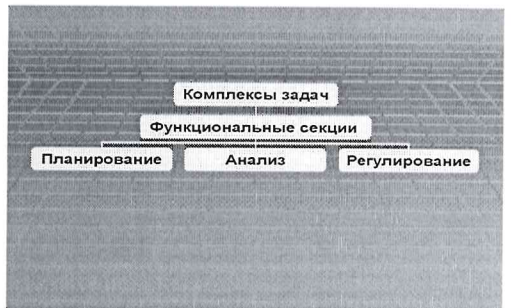 Комплексы задач
Функциональные секции
Планирование Анализ Регулирование